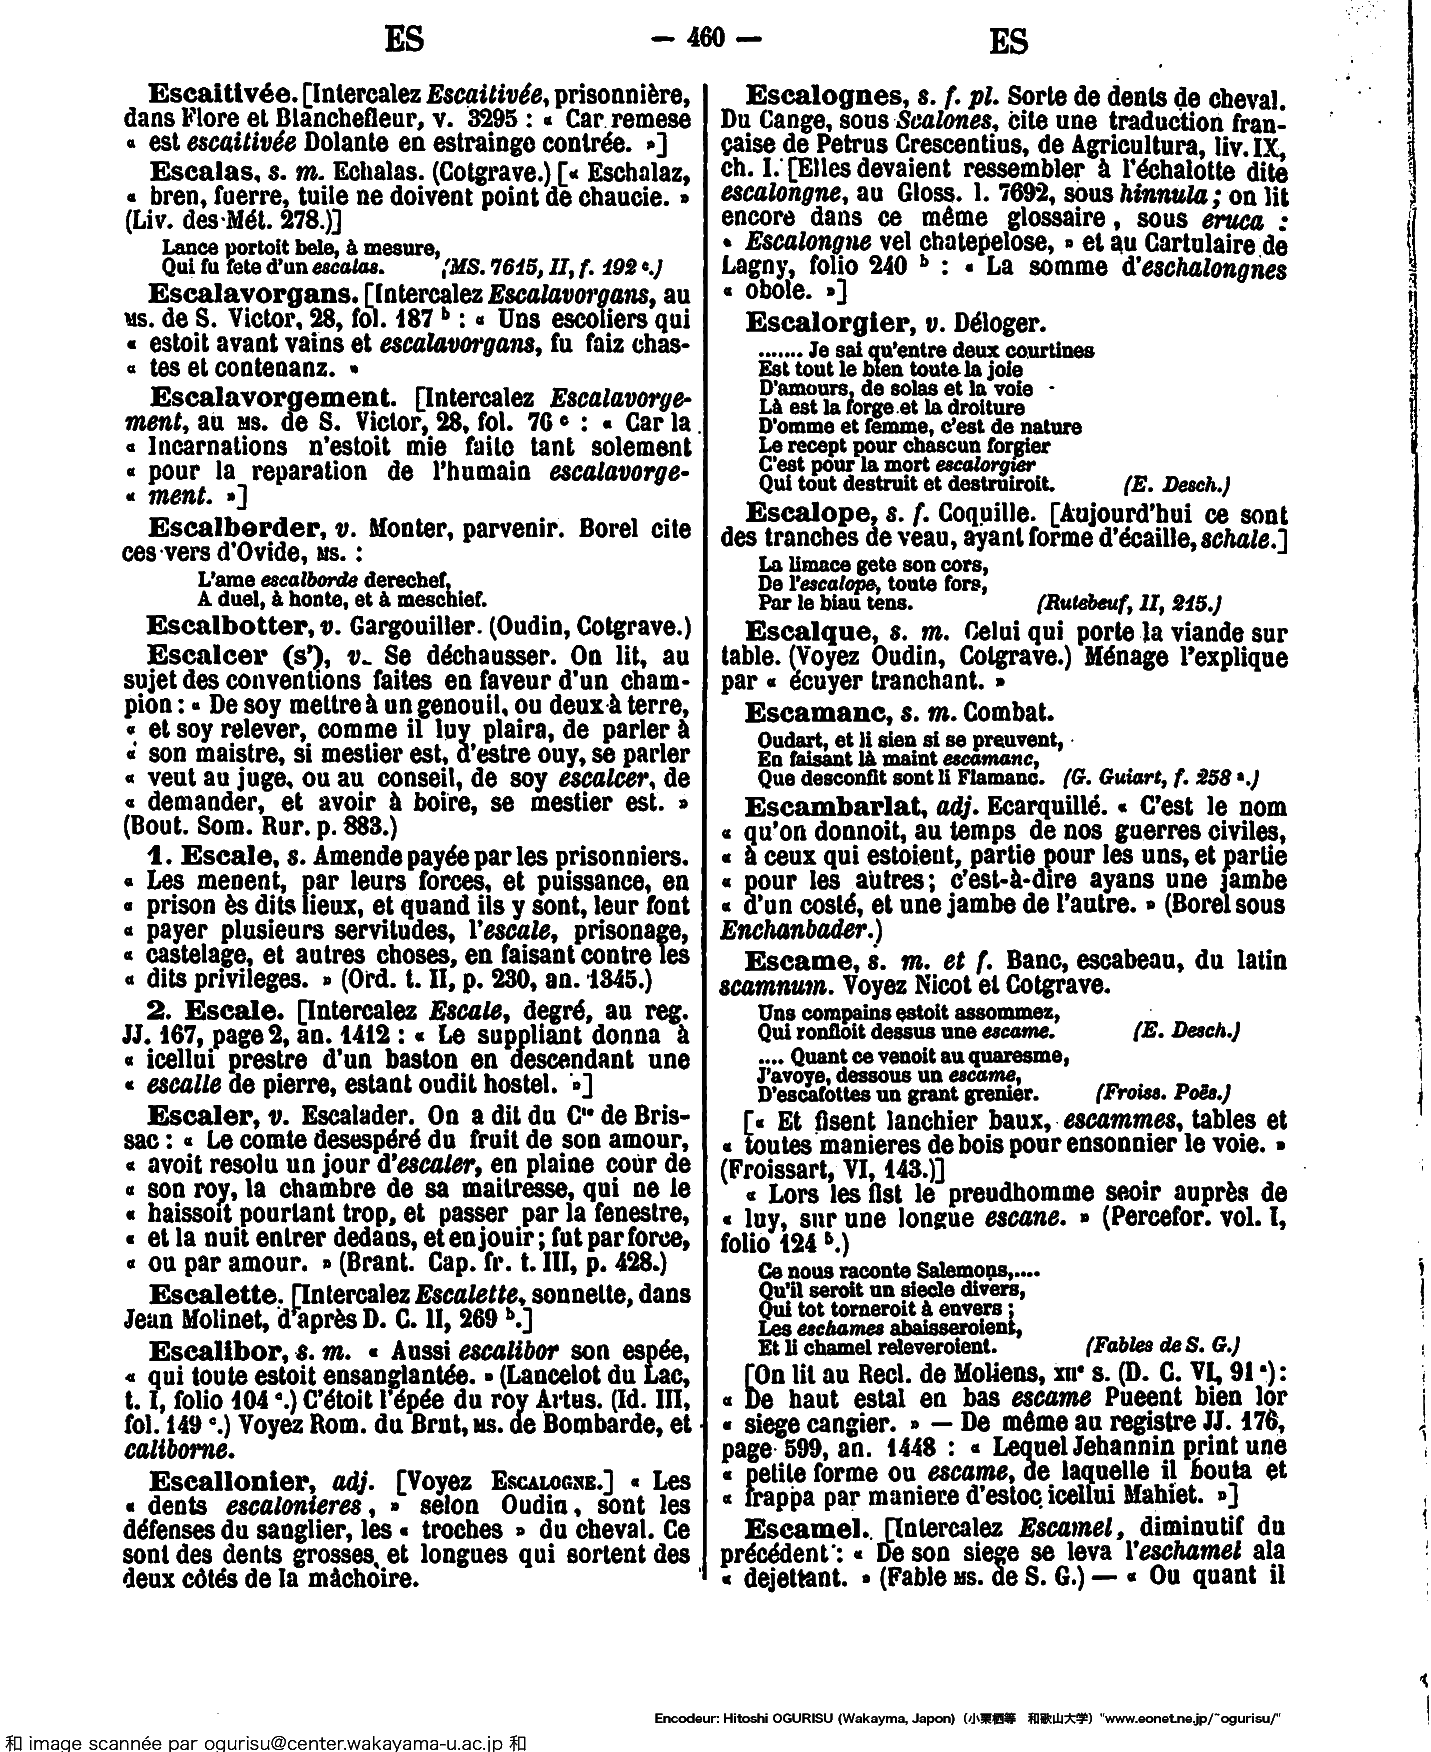 ES
— 460 —
ES
Escaitivée. [Intercalez Escaitivée, prisonnière,
dans Flore et Blanchefleur, v. 3295 : « Car remese
« est escaitivée Dolante en estrainge contrée. »]
Escalas, s. m. Echalas. (Cotgrave.) [« Eschalaz,
« bren, fuerre, tuile ne doivent point de chaucie. »
(Liv. des Mét. 278.)]
Lance portoit bele, à mesure,
Qui fu fete d'un escalas. (MS. 7615, II, f. 192 c.)
Escalavorgans. [Intercalez Escalavorgans, au
MS. de S. Victor, 28, fol. 187 b : « Uns escoliers qui
« estoit avant vains et escalavorgans, fu faiz chas-
« tes et contenanz. »
Escalavorgement. [Intercalez Escalavorge-
ment, au MS. de S. Victor, 28, fol. 76 c : « Car la
« Incarnations n'estoit mie faite tant solement
« pour la reparation de l'humain escalavorge-
« ment. »]
Escalborder, v. Monter, parvenir. Borel cite
ces vers d'Ovide, MS. :
L'ame escalborde derechef,
A duel, à honte, et à meschief.
Escalbotter, v. Gargouiller. (Oudin, Cotgrave.)
Escalcer (s'), v. Se déchausser. On lit, au
sujet des conventions faites en faveur d'un cham-
pion : « De soy mettre à un genouil, ou deux à terre,
« et soy relever, comme il luy plaira, de parler à
« son maistre, si mestier est, d'estre ouy, se parler
« veut au juge, ou au conseil, de soy escalcer, de
« demander, et avoir à boire, se mestier est. »
(Bout. Som. Rur. p. 883.)
1. Escale, s. Amende payée par les prisonniers.
« Les menent, par leurs forces, et puissance, en
« prison ès dits lieux, et quand ils y sont, leur font
« payer plusieurs servitudes, l'escale, prisonage,
« castelage, et autres choses, en faisant contre les
« dits privileges. » (Ord. t. II, p. 230, an. 1345.)
2. Escale. [Intercalez Escale, degré, au reg.
JJ. 167, page 2, an. 1412 : « Le suppliant donna à
« icellui prestre d'un baston en descendant une
« escalle de pierre, estant oudit hostel. »]
Escaler, v. Escalader. On a dit du Cte de Bris-
sac : « Le comte desespéré du fruit de son amour,
« avoit resolu un jour d'escaler, en plaine cour de
« son roy, la chambre de sa maitresse, qui ne le
« haissoit pourtant trop, et passer par la fenestre,
« et la nuit entrer dedans, et en jouir ; fut par force,
« ou par amour. » (Brant. Cap. fr. t. III, p. 428.)
Escalette. [Intercalez Escalette, sonnette, dans
Jean Molinet, d'après D. C. II, 269 b.]
Escalibor, s. m. « Aussi escalibor son espée,
« qui toute estoit ensanglantée. » (Lancelot du Lac,
t. I, folio 104 c.) C'étoit l'épée du roy Artus. (Id. III,
fol. 149 c.) Voyez Rom. du Brut, MS. de Bombarde, et
caliborne.
Escallonier, adj. [Voyez ESCALOGNE.] « Les
« dents escalonieres, » selon Oudin, sont les
défenses du sanglier, les « troches » du cheval. Ce
sont des dents grosses et longues qui sortent des
deux côtés de la mâchoire.
Escalognes, s. f. pl. Sorte de dents de cheval.
Du Cange, sous Scalones, cite une traduction fran-
çaise de Petrus Crescentius, de Agricultura, liv. IX,
ch. I. [Elles devaient ressembler à l'échalotte dite
escalongne, au Gloss. l. 7692, sous hinnula ; on lit
encore dans ce même glossaire, sous eruca :
« Escalongne vel chatepelose, » et au Cartulaire de
Lagny, folio 240 b : « La somme d'eschalongnes
« obole. »]
Escalorgier, v. Déloger.
....... Je sai qu'entre deux courtines
Est tout le bien toute la joie
D'amours, de solas et la voie
Là est la forge et la droiture
D'omme et femme, c'est de nature
Le recept pour chascun forgier
C'est pour la mort escalorgier
Qui tout destruit et destruiroit. (E. Desch.)
Escalope, s. f. Coquille. [Aujourd'hui ce sont
des tranches de veau, ayant forme d'écaille, schale.]
La limace gete son cors,
De l'escalope, toute fors,
Par le biau tens. (Rutebeuf, II, 215.)
Escalque, s. m. Celui qui porte la viande sur
table. (Voyez Oudin, Cotgrave.) Ménage l'explique
par « écuyer tranchant. »
Escamanc, s. m. Combat.
Oudart, et li sien si se preuvent,
En faisant là maint escamanc,
Que desconfit sont li Flamanc. (G. Guiart, f. 258 a.)
Escambarlat, adj. Ecarquillé. « C'est le nom
« qu'on donnoit, au temps de nos guerres civiles,
« à ceux qui estoient, partie pour les uns, et partie
« pour les autres ; c'est-à-dire ayans une jambe
« d'un costé, et une jambe de l'autre. » (Borel sous
Enchanbader.)
Escame, s. m. et f. Banc, escabeau, du latin
scamnum. Voyez Nicot et Cotgrave.
Uns compains estoit assommez,
Qui ronfloit dessus une escame. (E. Desch.)
.... Quant ce venoit au quaresme,
J'avoye, dessous un escame,
D'escafottes un grant grenier. (Froiss. Poës.)
[« Et fisent lanchier baux, escammes, tables et
« toutes manieres de bois pour ensonnier le voie. »
(Froissart, VI, 143.)]
« Lors les fist le preudhomme seoir auprès de
« luy, sur une longue escane. » (Percefor. vol. I,
folio 124 b.)
Ce nous raconte Salemons,....
Qu'il seroit un siecle divers,
Qui tot torneroit à envers ;
Les eschames abaisseroient,
Et li chamel releveroient. (Fables de S. G.)
[On lit au Recl. de Moliens, XIIe s. (D. C. VI, 91 a) :
« De haut estal en bas escame Pueent bien lor
« siege cangier. » — De même au registre JJ. 176,
page 599, an. 1448 : « Lequel Jehannin print une
« petite forme ou escame, de laquelle il bouta et
« frappa par maniere d'estoc icellui Mahiet. »]
Escamel. [Intercalez Escamel, diminutif du
précédent : « De son siege se leva l'eschamel ala
« dejettant. » (Fable MS. de S. G.) — « Ou quant il
Encodeur: Hitoshi OGURISU (Wakayma, Japon) (小栗栖等 和歌山大学) "www.eonet.ne.jp/~ogurisu/"
和 image scannée par ogurisu@center.wakayama-u.ac.jp 和